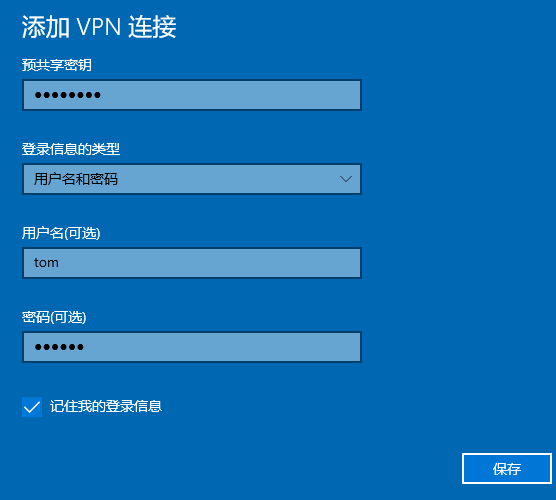 添加 VPN 连接
预共享密钥
●●●●●●●●
登录信息的类型
用户名和密码
用户名(可选)
tom
密码(可选)
●●●●●●
记住我的登录信息
保存